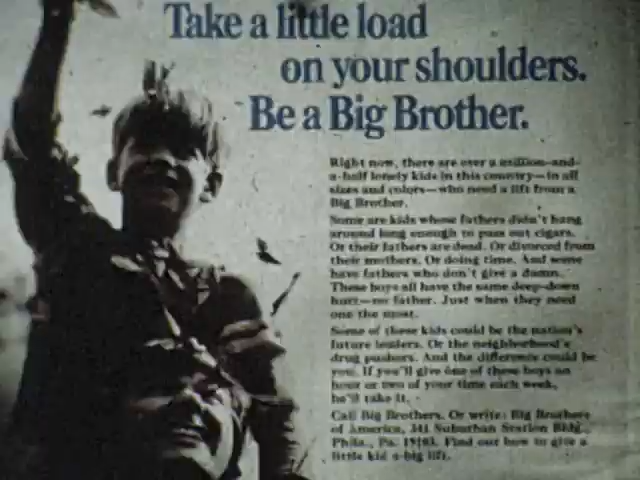 Take a little load
on your shoulders.
Be a Big Brother.
Right now, there are over a million-and-
a-half lonely kids in this country—in all
sizes and colors—who need a lift from a
Big Brother.
Some are kids whose fathers didn't hang
around long enough to pass out cigars.
Or their fathers are dead. Or divorced from
their mothers. Or doing time. And some
have fathers who don't give a damn.
These boys all have the same deep-down
hurt—no father. Just when they need
one the most.
Some of these kids could be the nation's
future leaders. Or the neighborhood's
drug pushers. And the difference could be
you. If you'll give one of these boys an
hour or two of your time each week,
he'll take it.
Call Big Brothers. Or write: Big Brothers
of America, 341 Suburban Station Bldg.,
Phila., Pa. 19103. Find out how to give a
little kid a big lift.